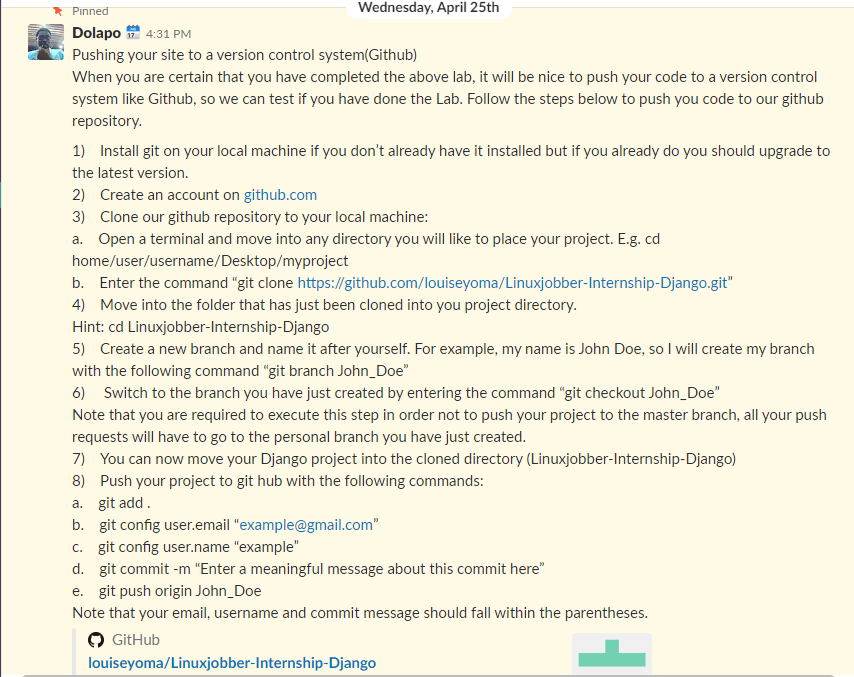 Pinned
Wednesday, April 25th
Dolapo 17 4:31 PM
Pushing your site to a version control system(Github)
When you are certain that you have completed the above lab, it will be nice to push your code to a version control
system like Github, so we can test if you have done the Lab. Follow the steps below to push you code to our github
repository.
1) Install git on your local machine if you don’t already have it installed but if you already do you should upgrade to
the latest version.
2) Create an account on github.com
3) Clone our github repository to your local machine:
a. Open a terminal and move into any directory you will like to place your project. E.g. cd
home/user/username/Desktop/myproject
b. Enter the command “git clone https://github.com/louiseyoma/Linuxjobber-Internship-Django.git”
4) Move into the folder that has just been cloned into you project directory.
Hint: cd Linuxjobber-Internship-Django
5) Create a new branch and name it after yourself. For example, my name is John Doe, so I will create my branch
with the following command “git branch John_Doe”
6) Switch to the branch you have just created by entering the command “git checkout John_Doe”
Note that you are required to execute this step in order not to push your project to the master branch, all your push
requests will have to go to the personal branch you have just created.
7) You can now move your Django project into the cloned directory (Linuxjobber-Internship-Django)
8) Push your project to git hub with the following commands:
a. git add .
b. git config user.email “example@gmail.com”
c. git config user.name “example”
d. git commit -m “Enter a meaningful message about this commit here”
e. git push origin John_Doe
Note that your email, username and commit message should fall within the parentheses.
GitHub
louiseyoma/Linuxjobber-Internship-Django